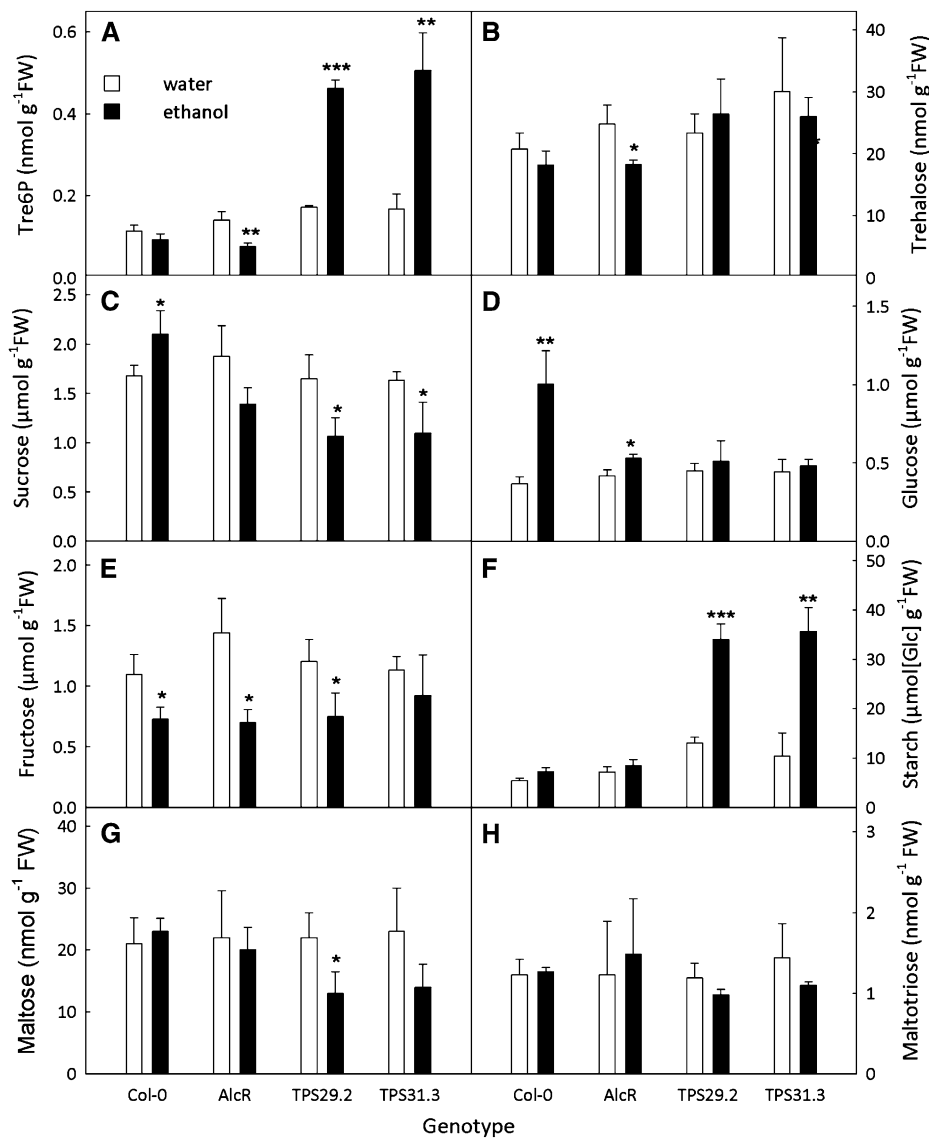 A
B
Tre6P (nmol g⁻¹FW)
0.6
0.4
0.2
0.0
water
ethanol
**
***
**
Trehalose (nmol g⁻¹FW)
40
30
20
10
0
*
*
C
D
Sucrose (µmol g⁻¹FW)
2.5
2.0
1.5
1.0
0.5
0.0
*
*
*
Glucose (µmol g⁻¹FW)
1.5
1.0
0.5
0.0
**
*
E
F
Fructose (µmol g⁻¹FW)
2.0
1.5
1.0
0.5
0.0
*
*
*
Starch (µmol[Glc] g⁻¹FW)
50
40
30
20
10
0
***
**
G
H
Maltose (nmol g⁻¹ FW)
40
30
20
10
0
*
Maltotriose (nmol g⁻¹ FW)
3
2
1
0
Col-0 AlcR TPS29.2 TPS31.3
Col-0 AlcR TPS29.2 TPS31.3
Genotype